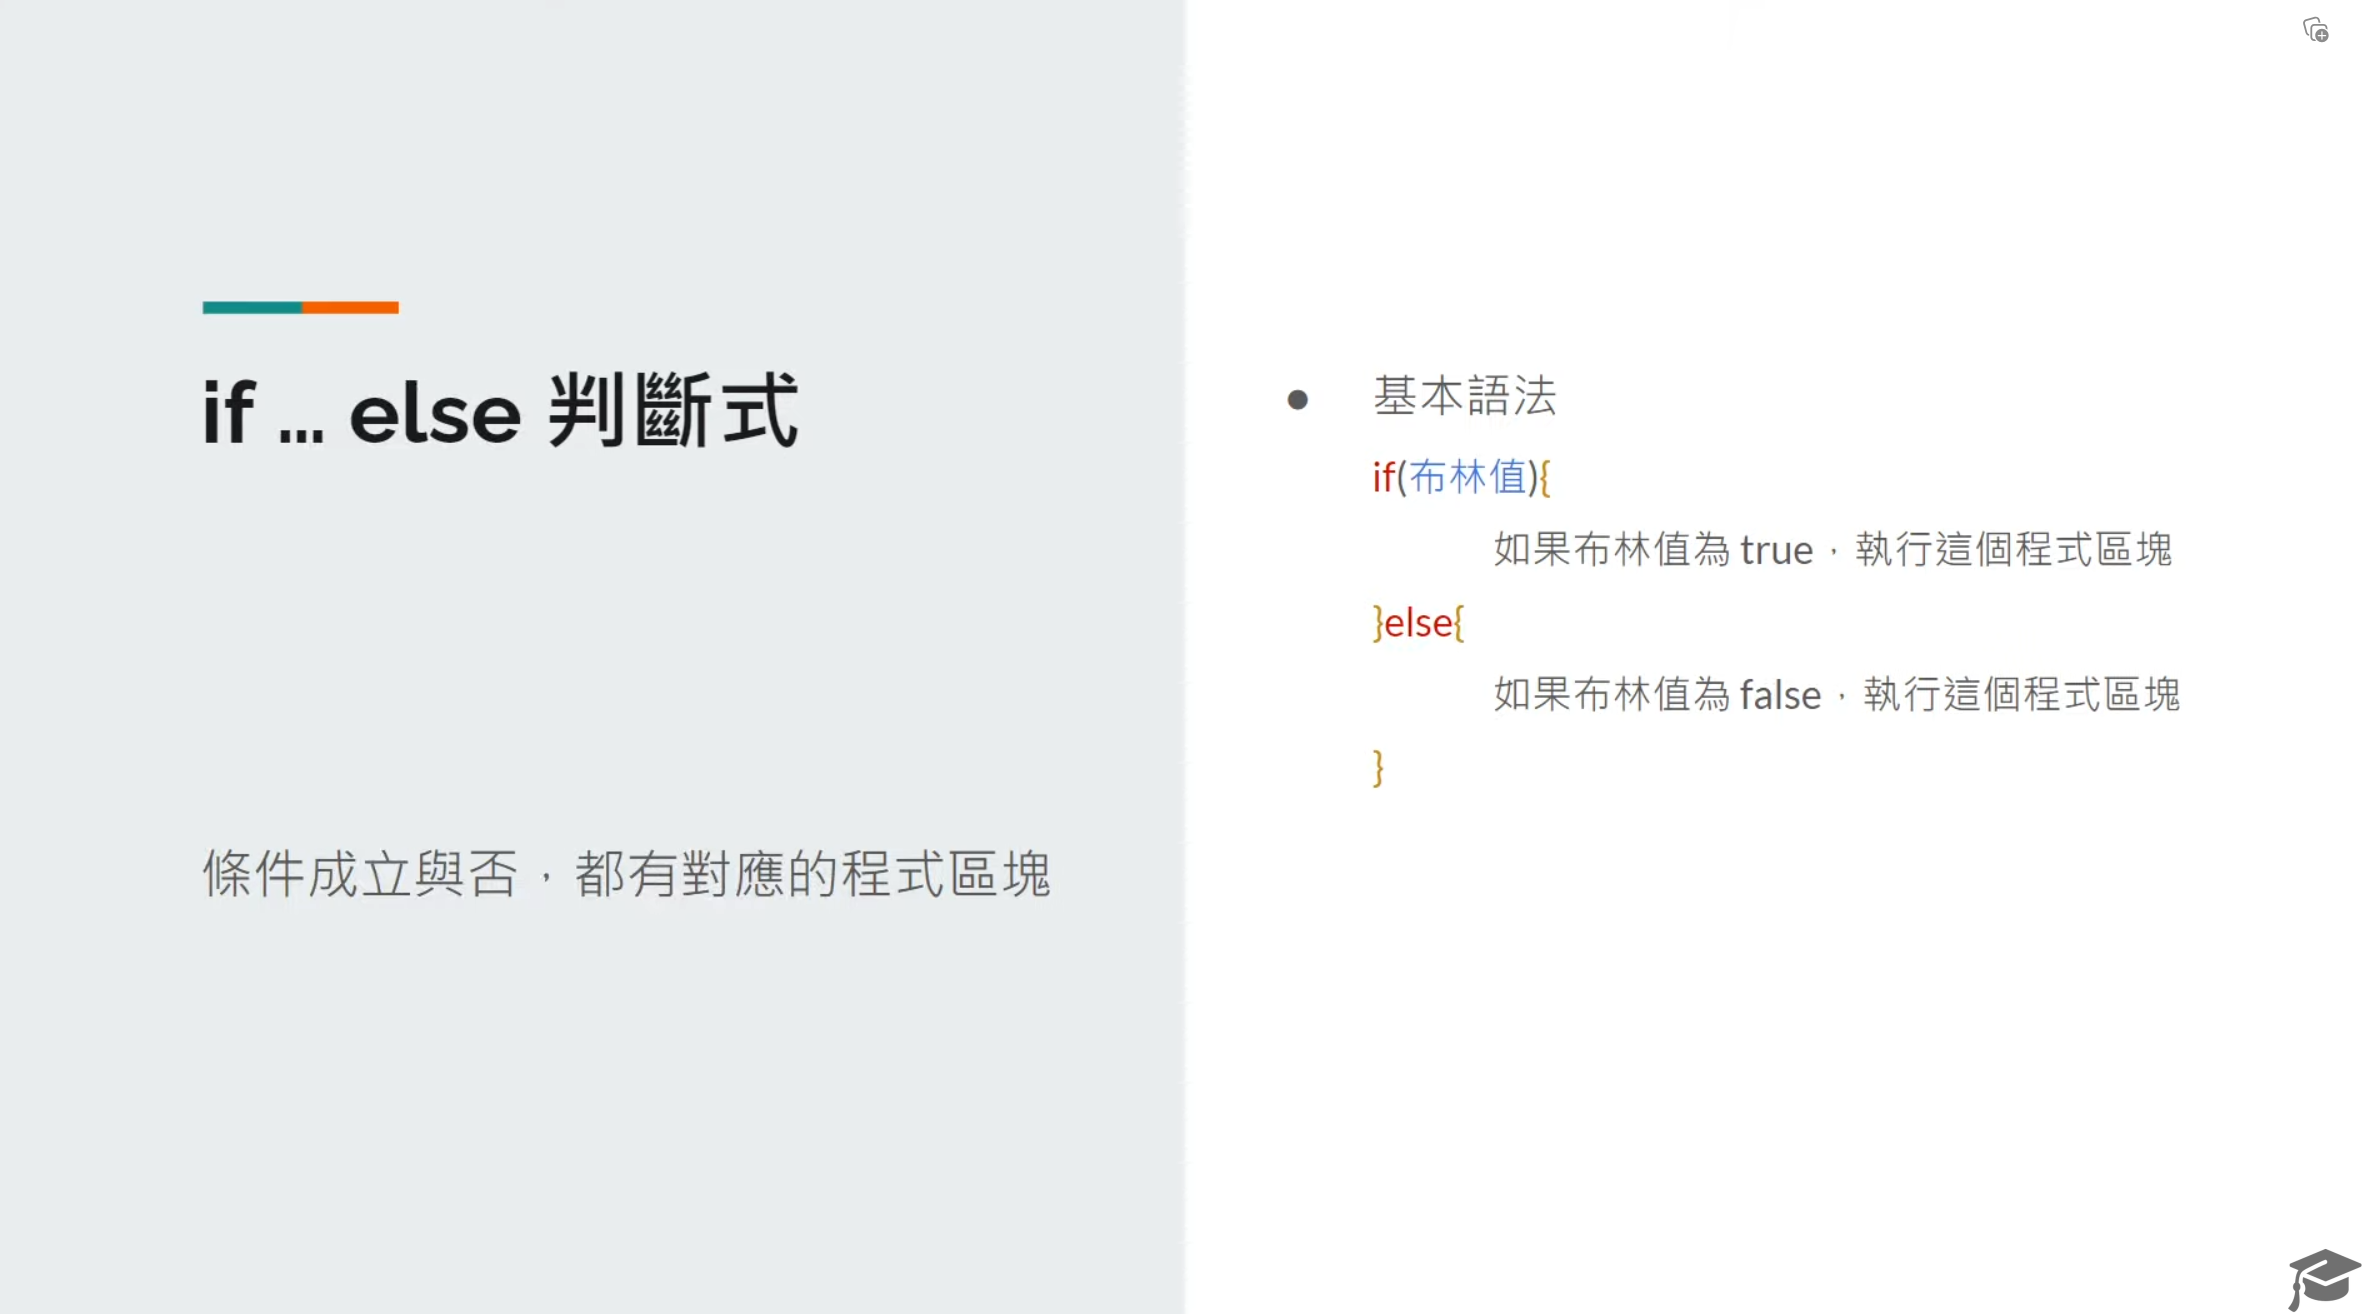 if ... else 判斷式
條件成立與否，都有對應的程式區塊
● 基本語法
if(布林值){
如果布林值為 true，執行這個程式區塊
}else{
如果布林值為 false，執行這個程式區塊
}